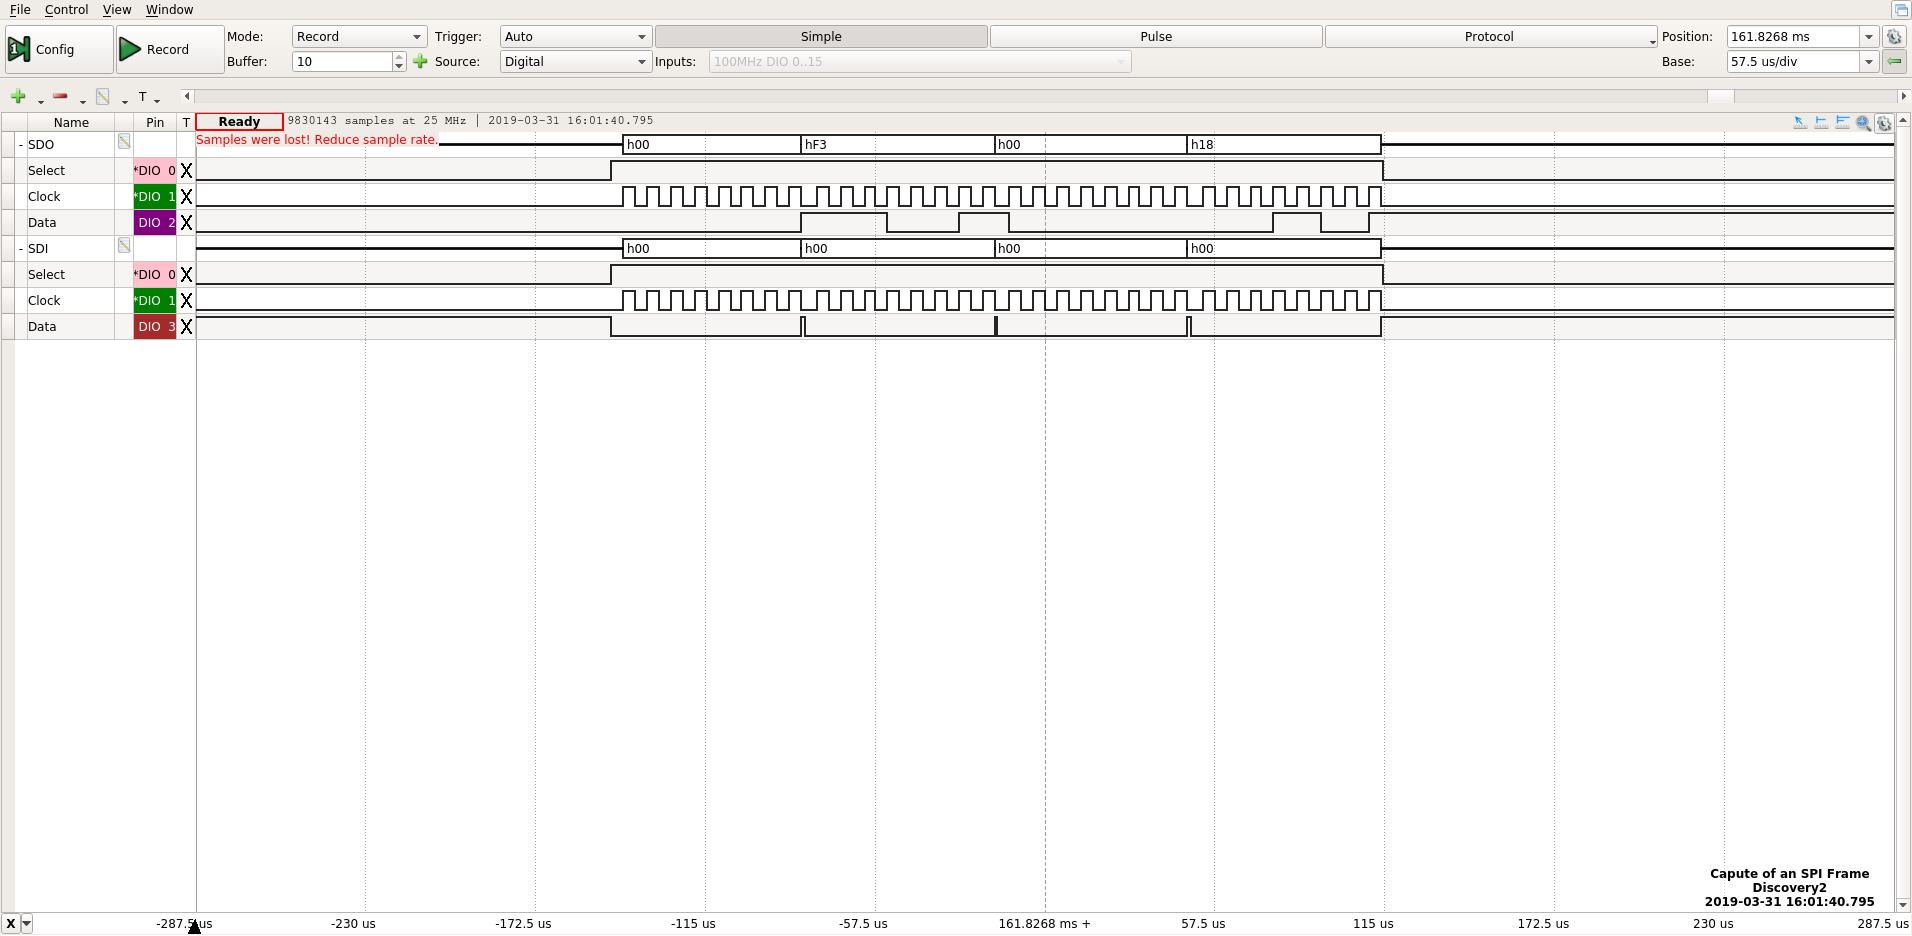 File Control View Window
Config
Record
Mode: Record Trigger: Auto Simple Pulse Protocol Position: 161.8268 ms
Buffer: 10 Source: Digital Inputs: 100MHz DIO 0..15 Base: 57.5 us/div
T
Name Pin T Ready 9830143 samples at 25 MHz | 2019-03-31 16:01:40.795
Samples were lost! Reduce sample rate.
- SDO h00 hF3 h00 h18
Select *DIO 0 X
Clock *DIO 1 X
Data DIO 2 X
- SDI h00 h00 h00 h00
Select *DIO 0 X
Clock *DIO 1 X
Data DIO 3 X
Capute of an SPI Frame
Discovery2
2019-03-31 16:01:40.795
X -287.5 us -230 us -172.5 us -115 us -57.5 us 161.8268 ms + 57.5 us 115 us 172.5 us 230 us 287.5 us